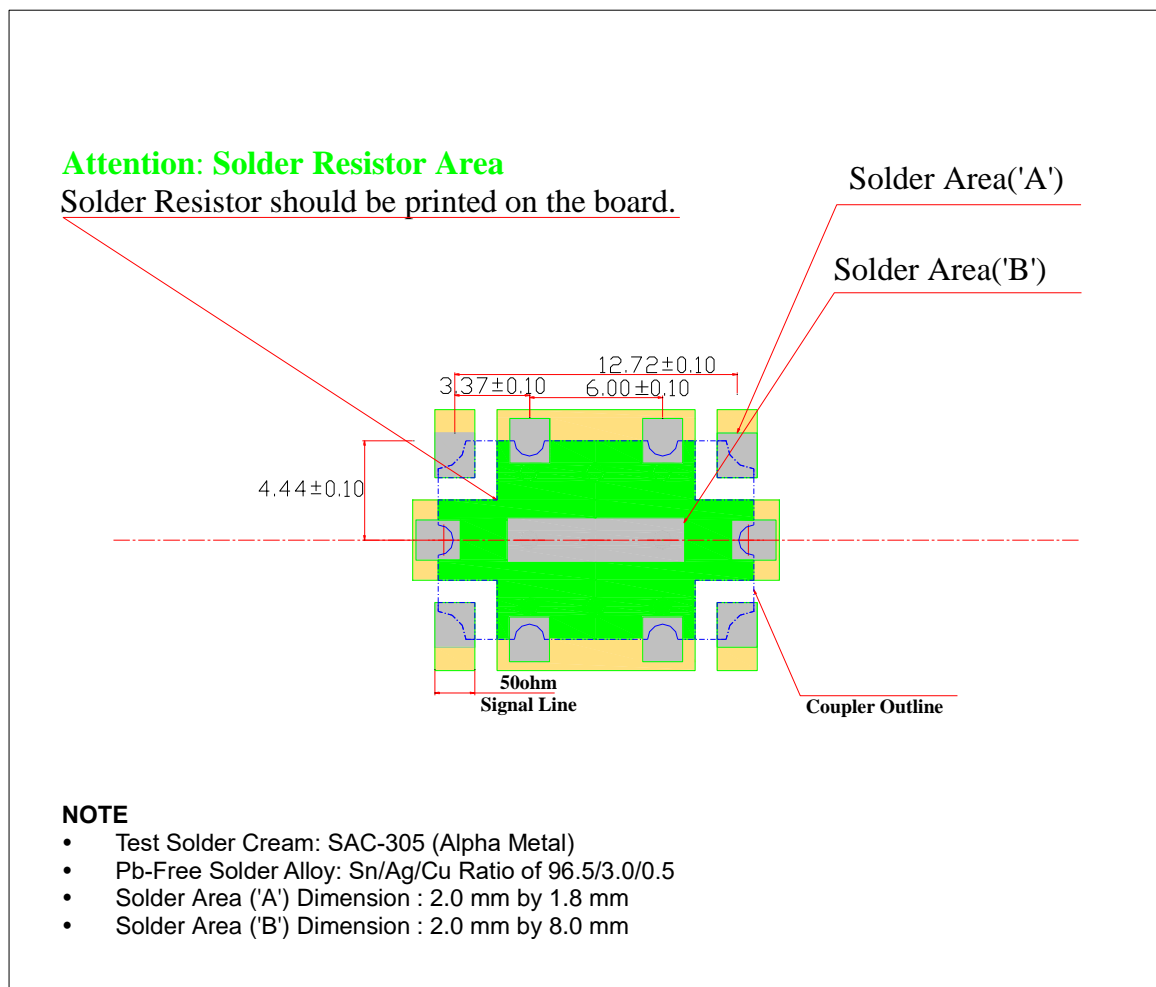 Attention: Solder Resistor Area
Solder Resistor should be printed on the board.
Solder Area('A')
Solder Area('B')
12.72±0.10
3.37±0.10
6.00±0.10
4.44±0.10
50ohm
Signal Line
Coupler Outline
NOTE
• Test Solder Cream: SAC-305 (Alpha Metal)
• Pb-Free Solder Alloy: Sn/Ag/Cu Ratio of 96.5/3.0/0.5
• Solder Area ('A') Dimension : 2.0 mm by 1.8 mm
• Solder Area ('B') Dimension : 2.0 mm by 8.0 mm